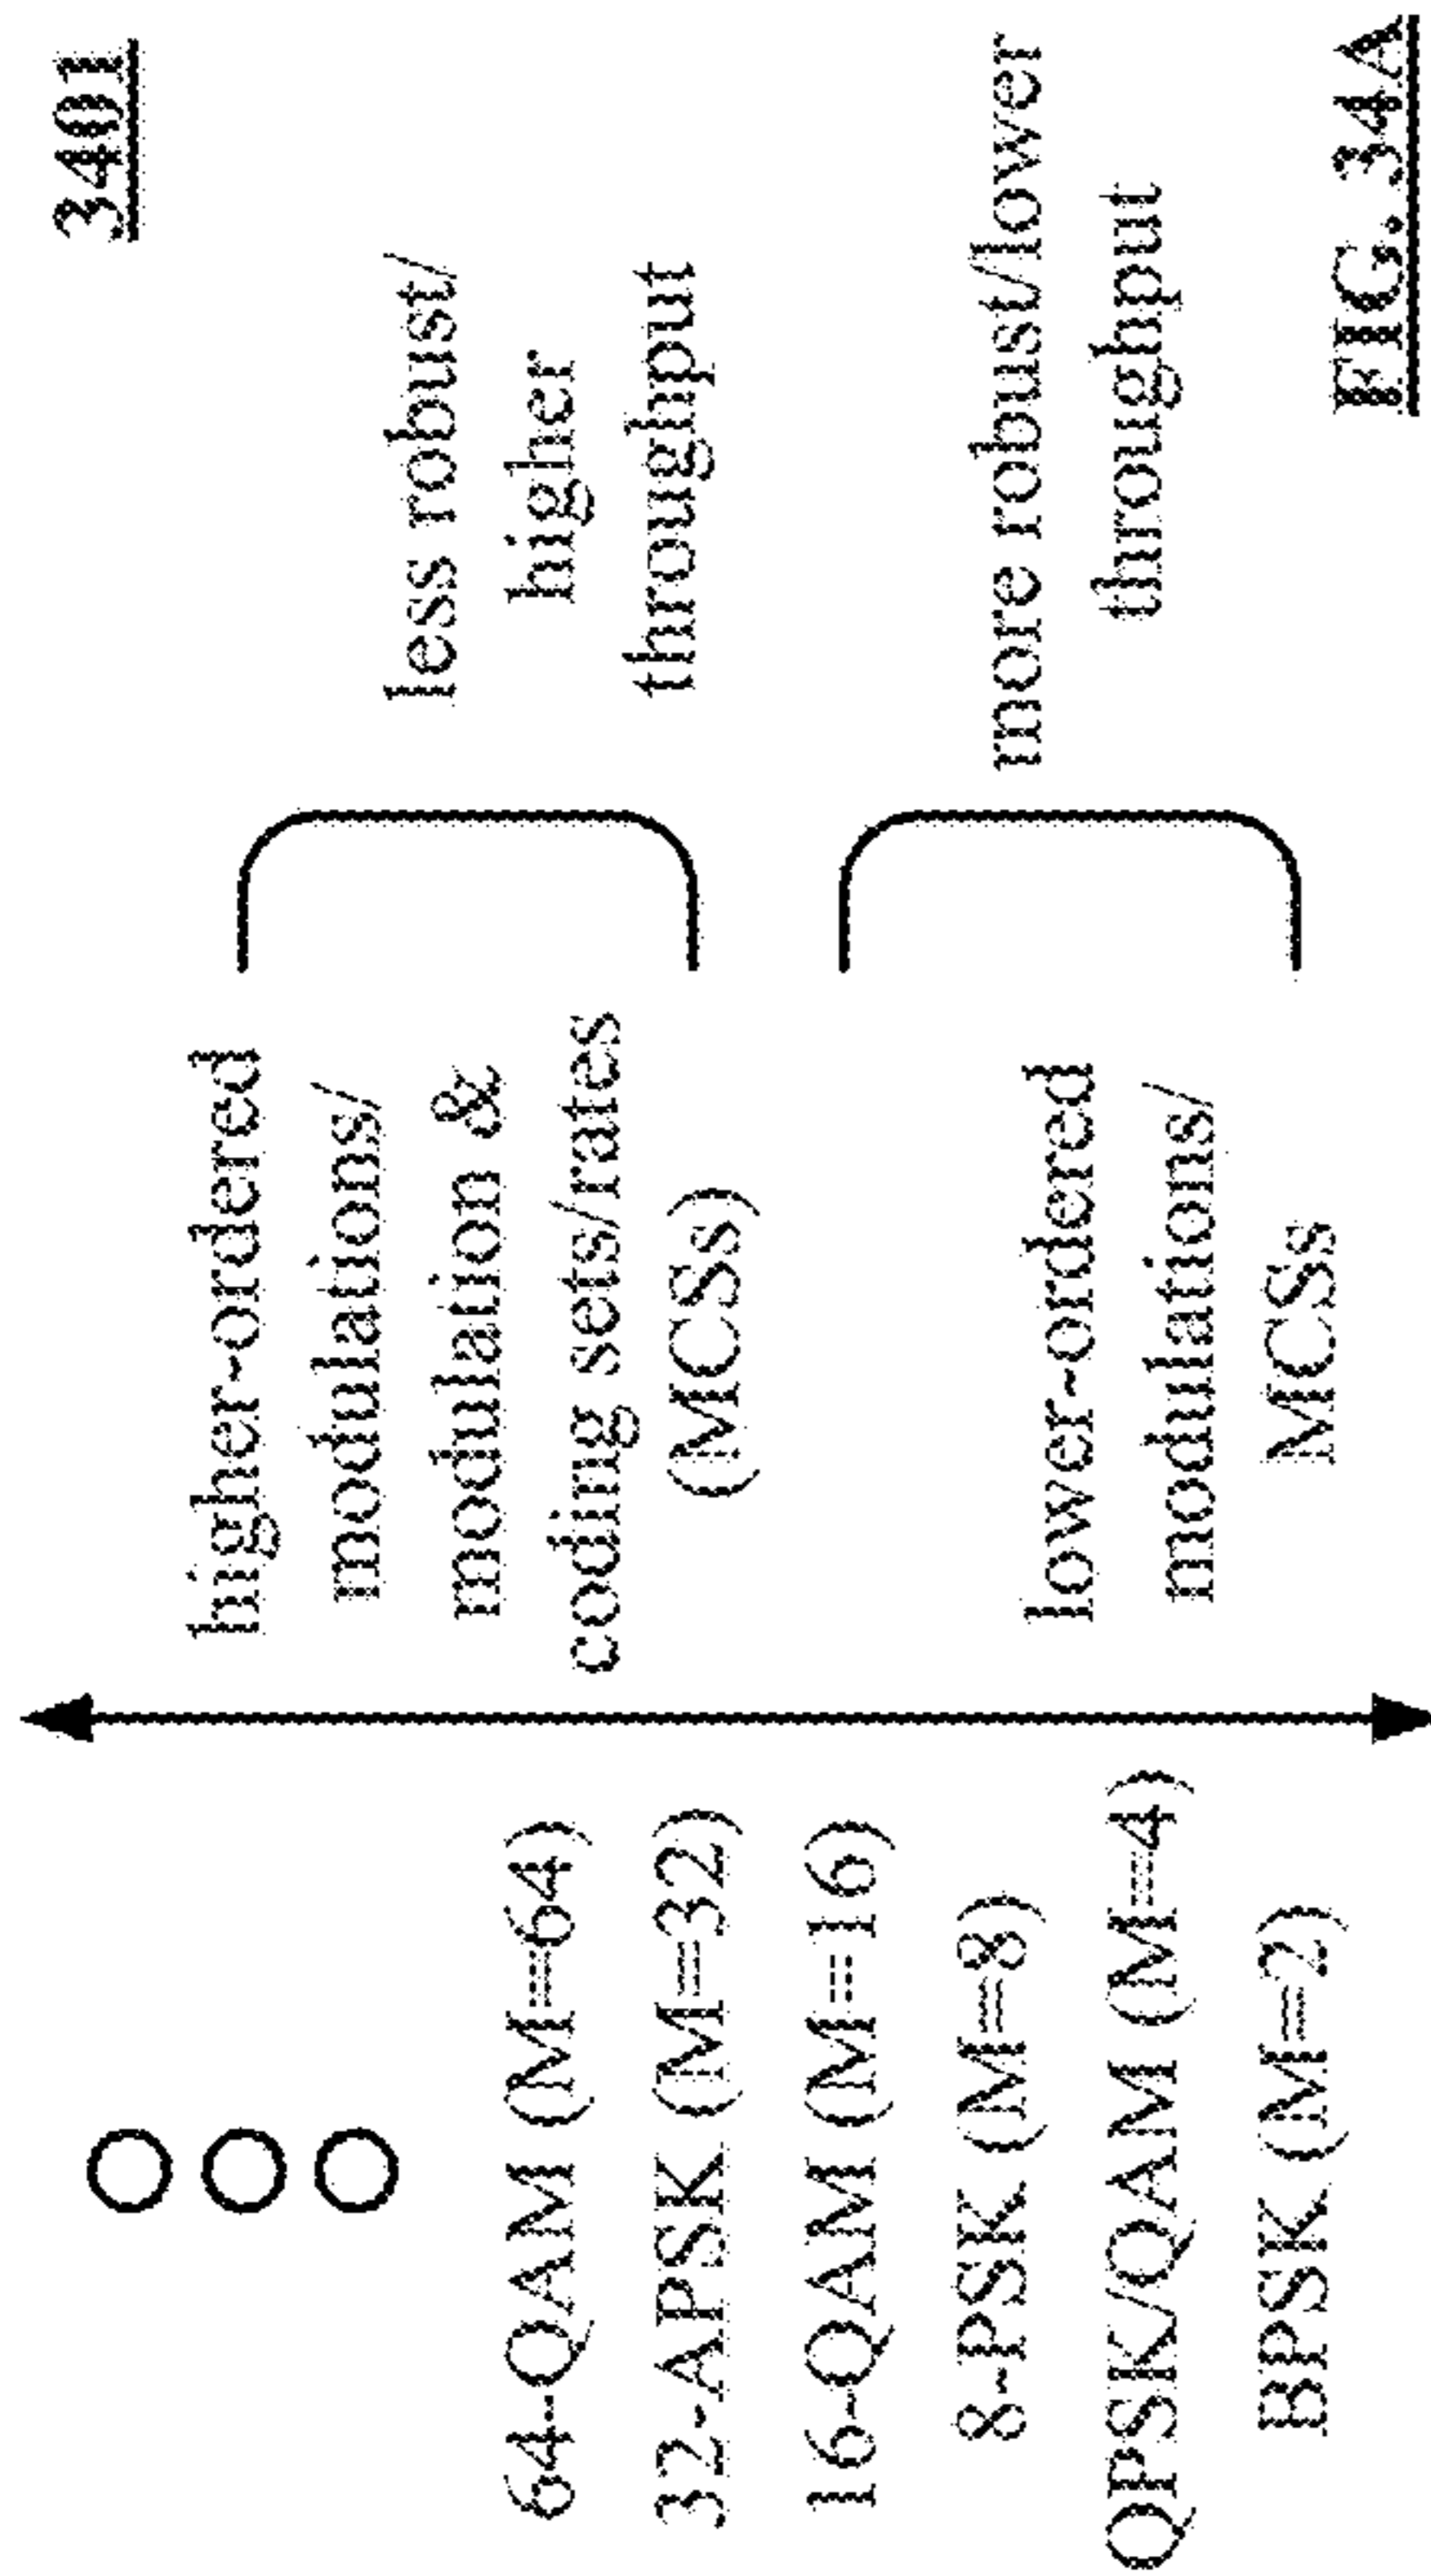 3401
64-QAM (M=64)
32-APSK (M=32)
16-QAM (M=16)
8-PSK (M=8)
QPSK/QAM (M=4)
BPSK (M=2)
higher-ordered
modulations/
modulation &
coding sets/rates
(MCSs)
lower-ordered
modulations/
MCSs
less robust/
higher
throughput
more robust/lower
throughput
FIG. 34A